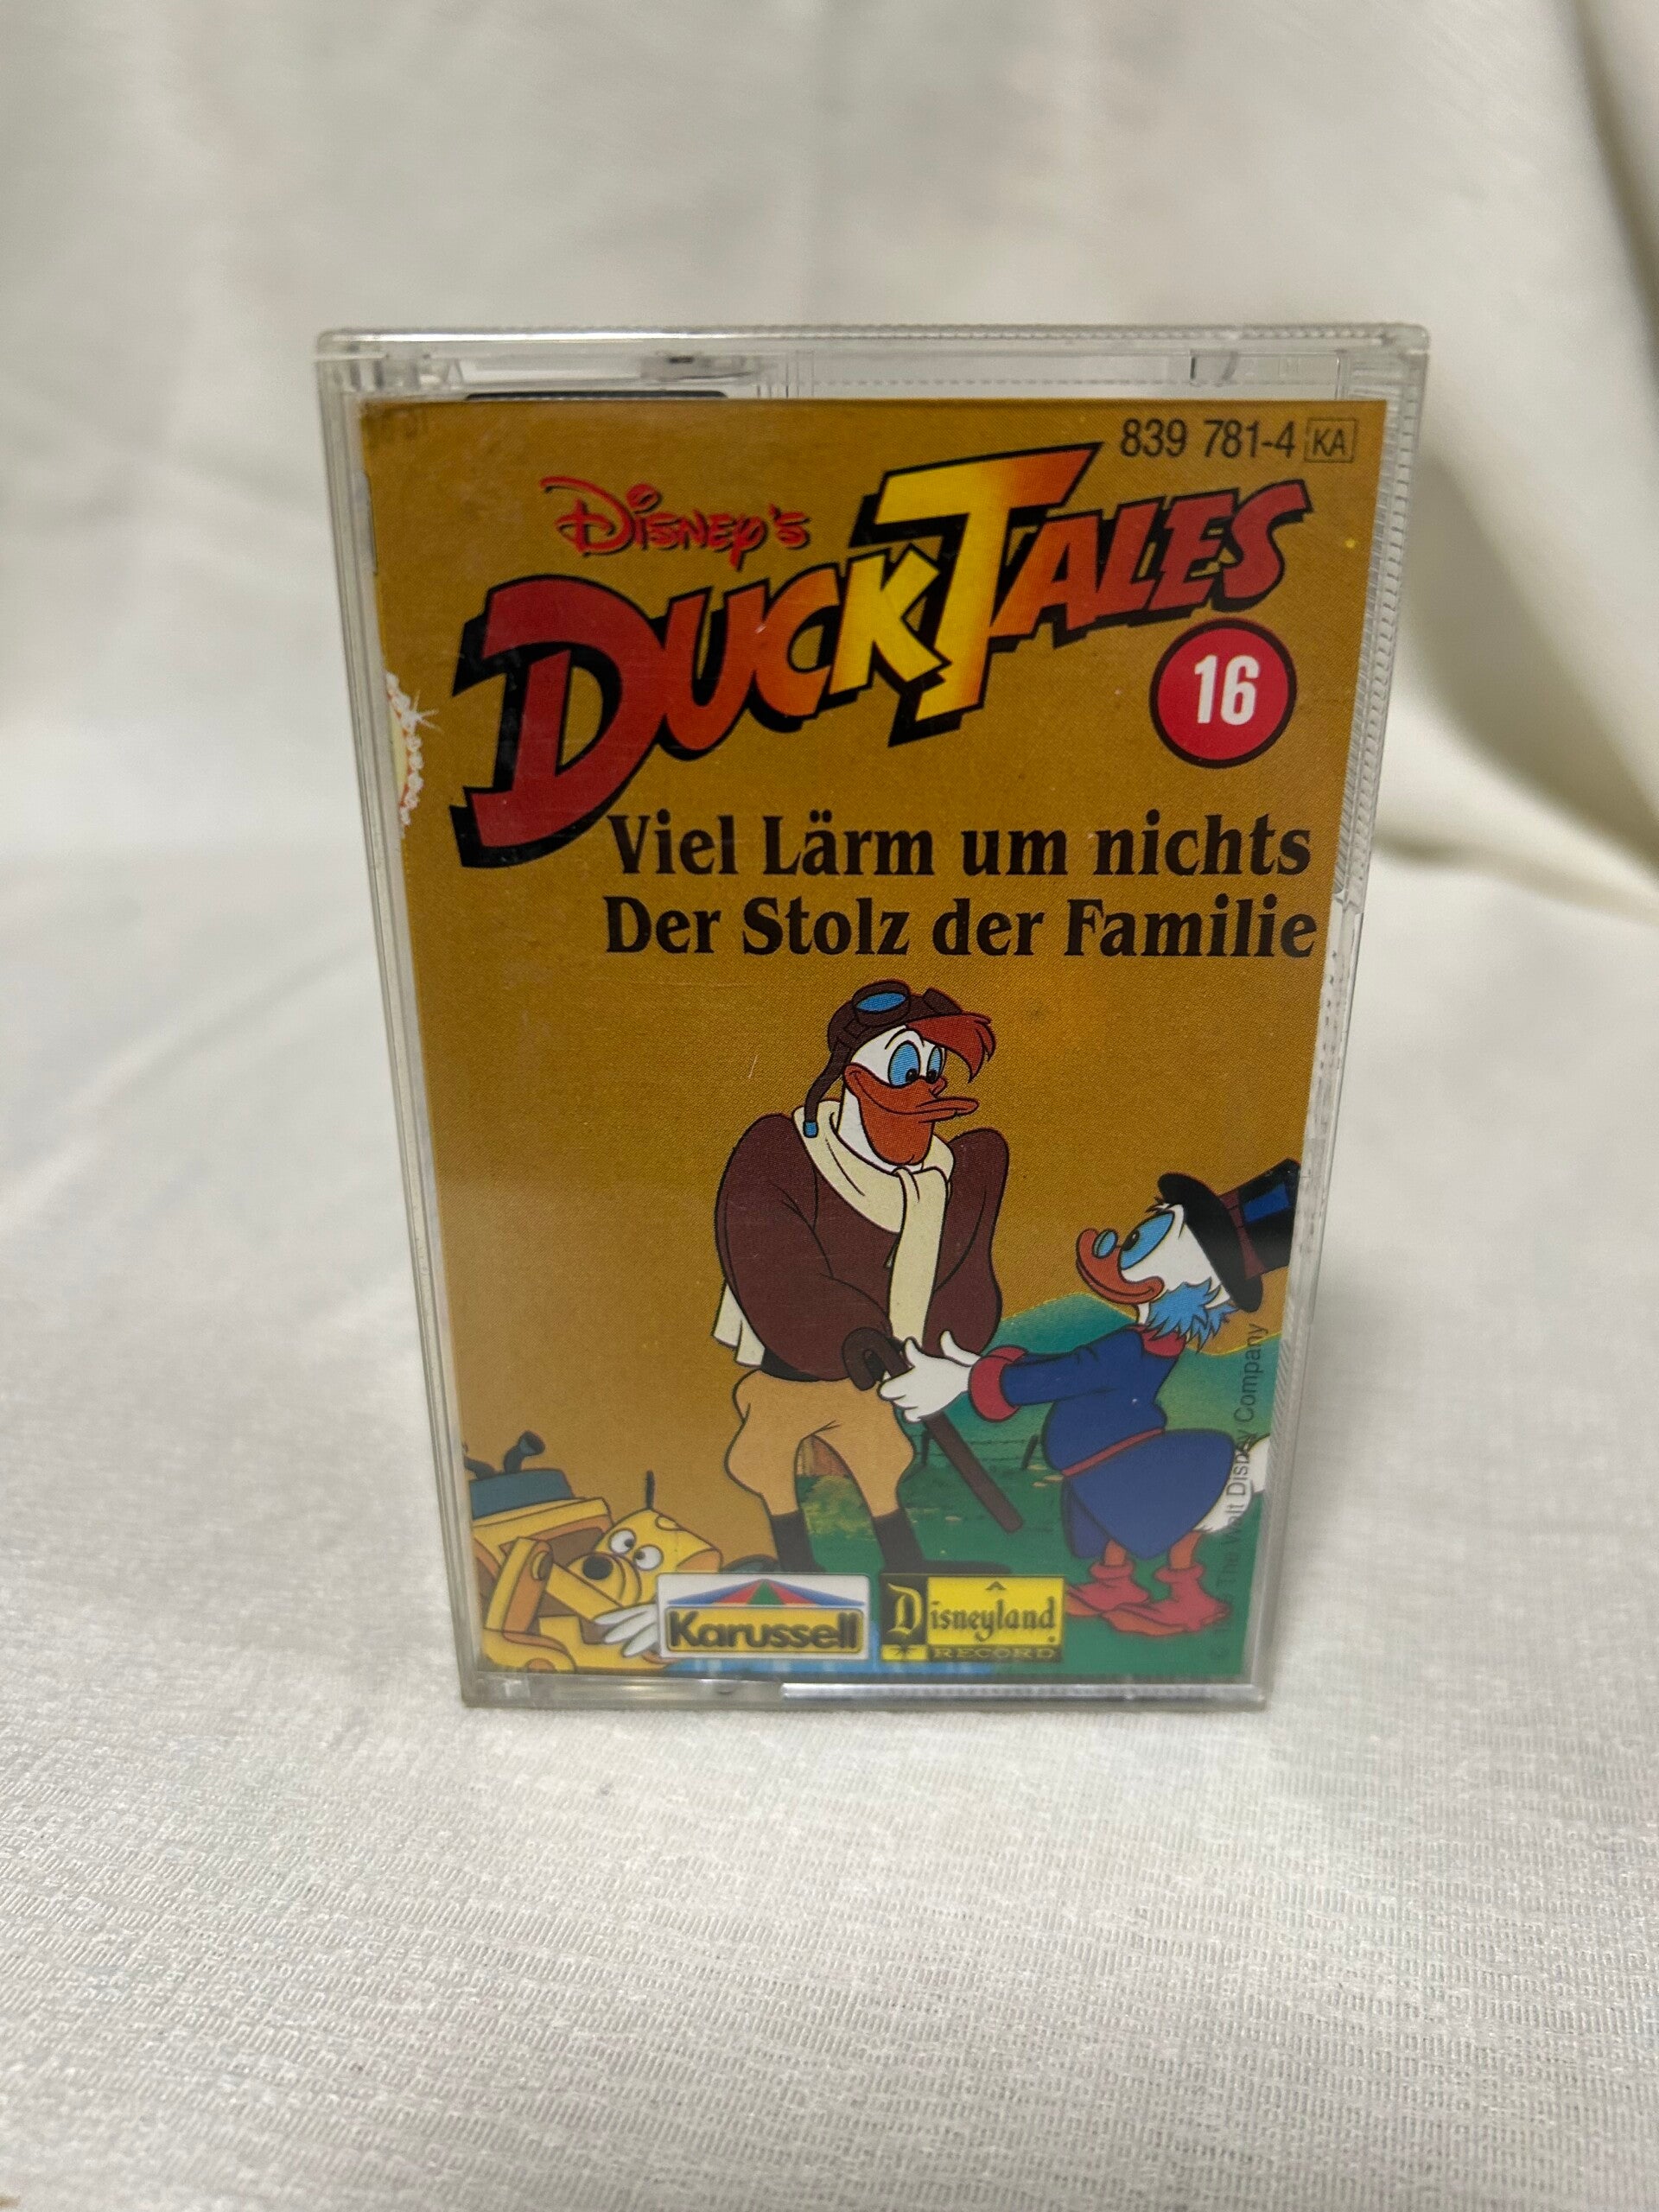 839 781-4 KA
Disney's
DUCKTALES
16
Viel Lärm um nichts
Der Stolz der Familie
The Walt Disney Company
Karussell
Disneyland
RECORD